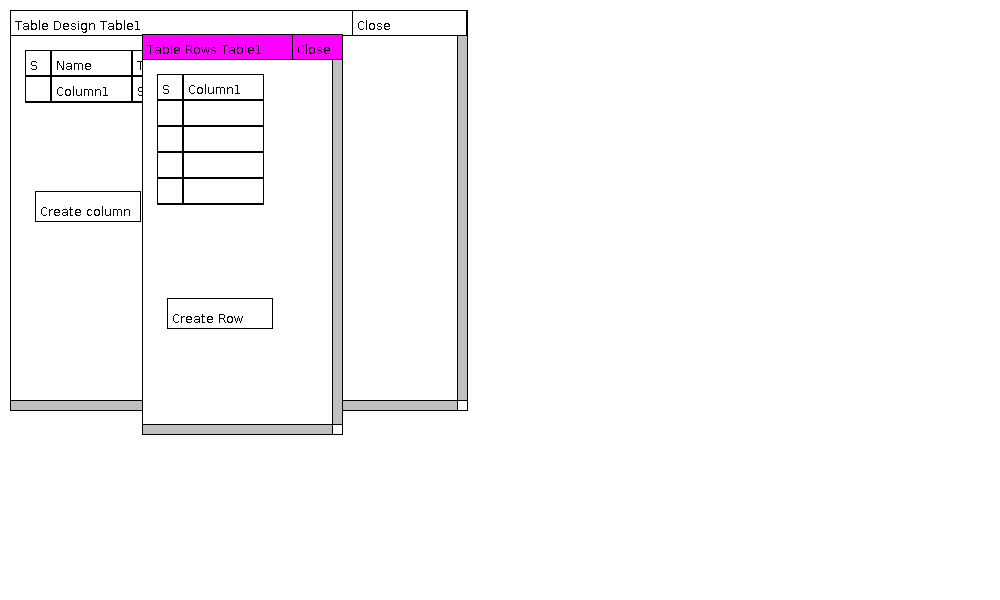 Table Design Table1 Close
Table Rows Table1 Close
S Name T
Column1 S
S Column1
Create column
Create Row